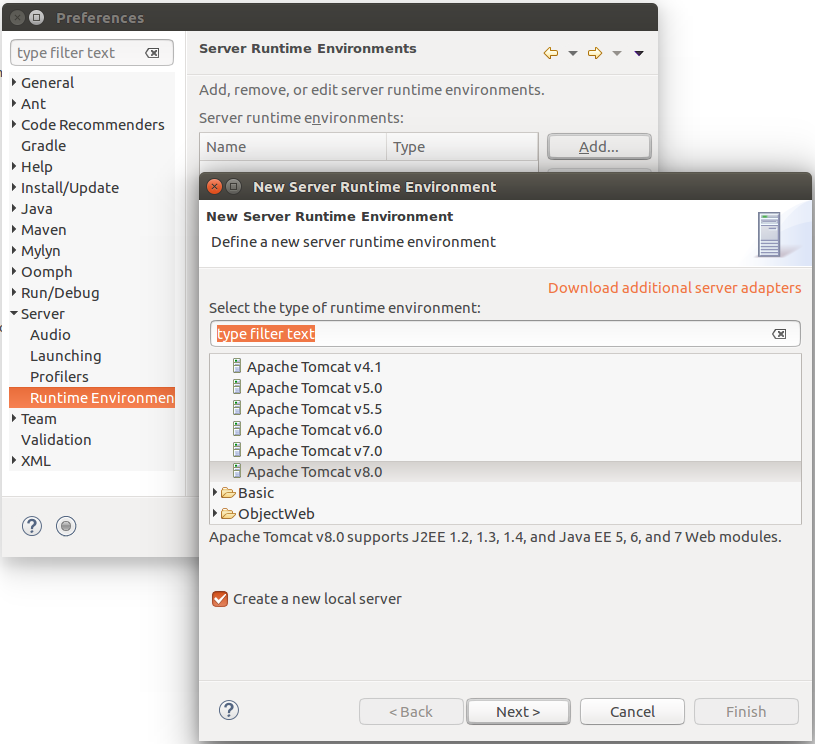 Preferences
type filter text
General
Ant
Code Recommenders
Gradle
Help
Install/Update
Java
Maven
Mylyn
Oomph
Run/Debug
Server
Audio
Launching
Profilers
Runtime Environmen
Team
Validation
XML
Server Runtime Environments
Add, remove, or edit server runtime environments.
Server runtime environments:
Name Type
Add...
New Server Runtime Environment
New Server Runtime Environment
Define a new server runtime environment
Download additional server adapters
Select the type of runtime environment:
type filter text
Apache Tomcat v4.1
Apache Tomcat v5.0
Apache Tomcat v5.5
Apache Tomcat v6.0
Apache Tomcat v7.0
Apache Tomcat v8.0
Basic
ObjectWeb
Apache Tomcat v8.0 supports J2EE 1.2, 1.3, 1.4, and Java EE 5, 6, and 7 Web modules.
Create a new local server
< Back Next > Cancel Finish